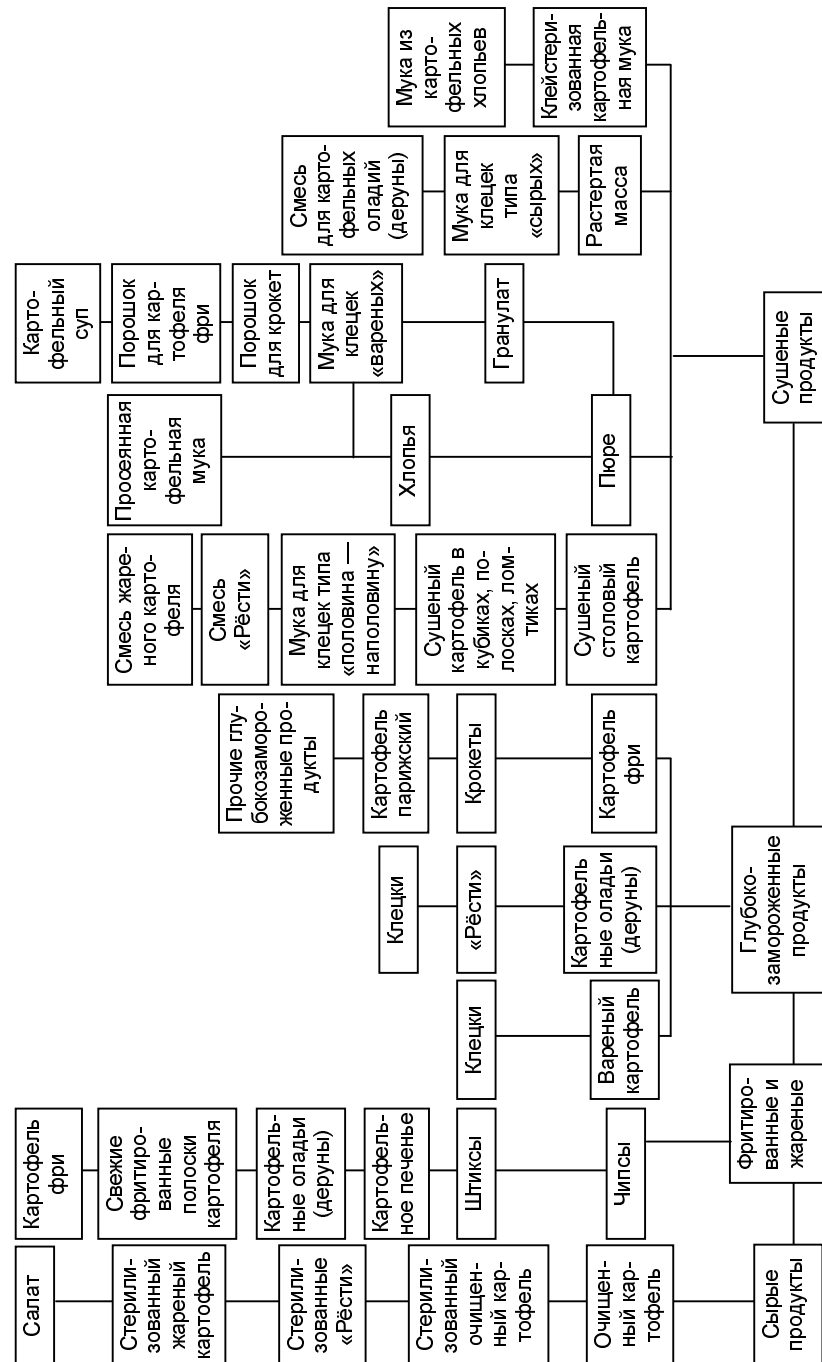 Сырые
продукты
Очищен-
ный кар-
тофель
Стерили-
зованный
очищен-
ный кар-
тофель
Стерили-
зованные
«Рёсти»
Стерили-
зованный
жареный
картофель
Салат
Фритиро-
ванные и
жареные
Чипсы
Штиксы
Картофель-
ное печенье
Картофель-
ные оладьи
(деруны)
Свежие
фритиро-
ванные
полоски
картофеля
Картофель
фри
Глубоко-
замороженные
продукты
Вареный
картофель
Клецки
Картофель
ные оладьи
(деруны)
«Рёсти»
Клецки
Картофель
фри
Крокеты
Картофель
парижский
Прочие глу-
бокозаморо-
женные про-
дукты
Сушеные
продукты
Сушеный
столовый
картофель
Сушеный
картофель в
кубиках, по-
лосках, лом-
тиках
Мука для
клецек типа
«половина —
наполовину»
Смесь
«Рёсти»
Смесь жаре-
ного карто-
феля
Пюре
Хлопья
Просеянная
карто-
фельная
мука
Гранулат
Мука для
клецек
«вареных»
Порошок
для крокет
Порошок
для кар-
тофеля
фри
Карто-
фельный
суп
Растертая
масса
Мука для
клецек
типа
«сырых»
Смесь
для карто-
фельных
оладий
(деруны)
Клейстери-
зованная
картофель-
ная мука
Мука из
карто-
фельных
хлопьев